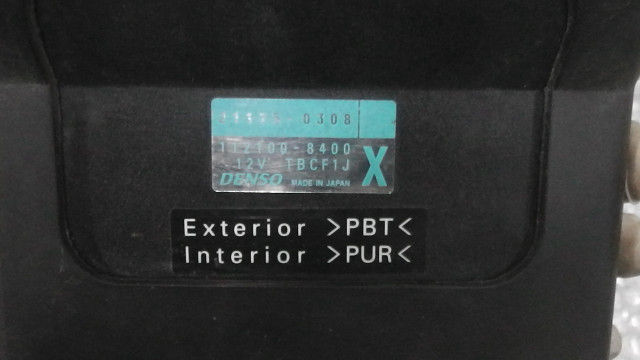 0308
112100-8400
12V TBCF1J
DENSO MADE IN JAPAN
X
Exterior >PBT<
Interior >PUR<